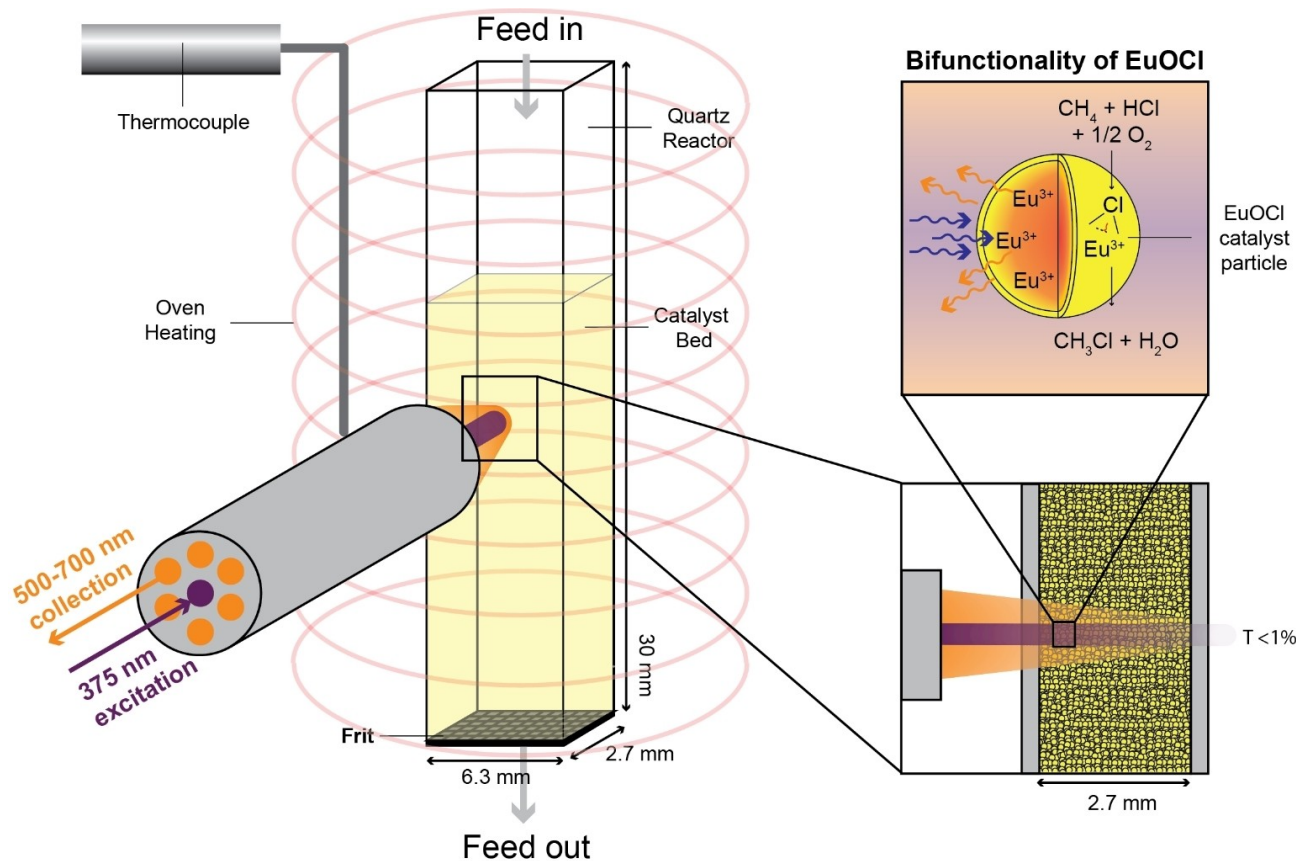 Feed in
Thermocouple
Quartz
Reactor
Oven
Heating
Catalyst
Bed
500-700 nm
collection
375 nm
excitation
Frit
30 mm
2.7 mm
6.3 mm
Feed out
Bifunctionality of EuOCl
CH₄ + HCl
+ 1/2 O₂
Eu³⁺
Eu³⁺
Eu³⁺
Cl
Eu³⁺
CH₃Cl + H₂O
EuOCl
catalyst
particle
T <1%
2.7 mm